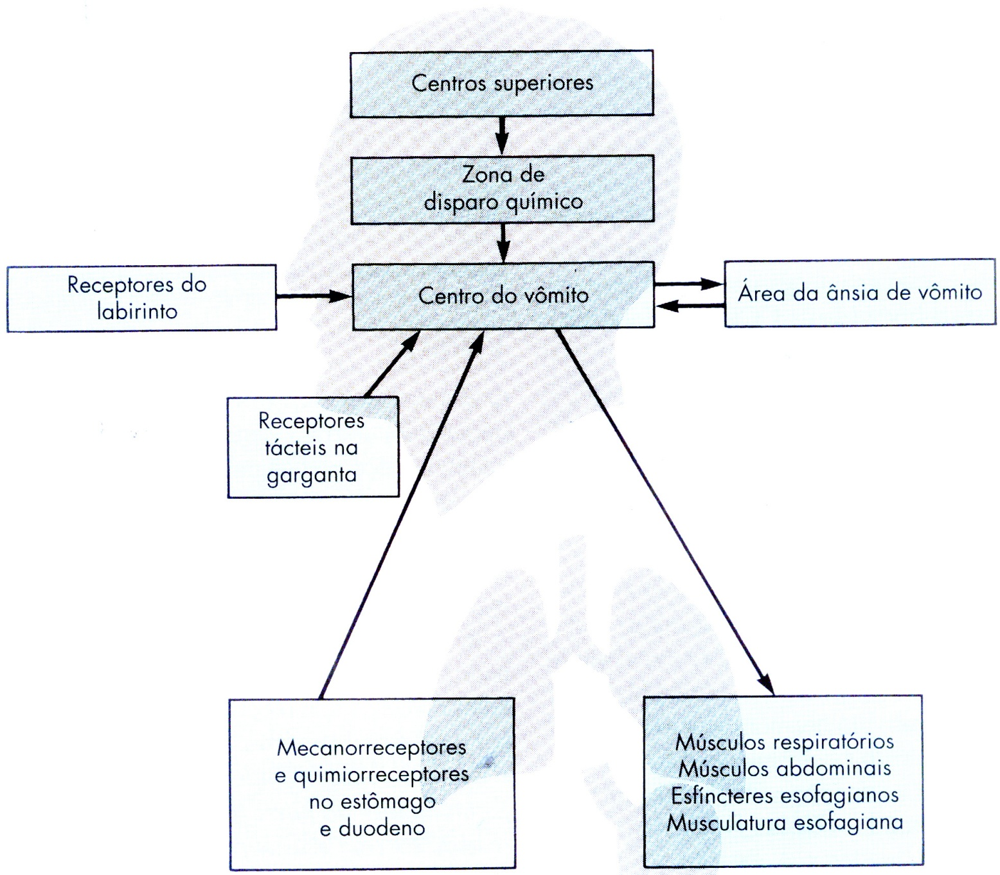 Centros superiores
Zona de
disparo químico
Receptores do
labirinto
Centro do vômito
Área da ânsia de vômito
Receptores
tácteis na
garganta
Mecanorreceptores
e quimiorreceptores
no estômago
e duodeno
Músculos respiratórios
Músculos abdominais
Esfíncteres esofagianos
Musculatura esofagiana